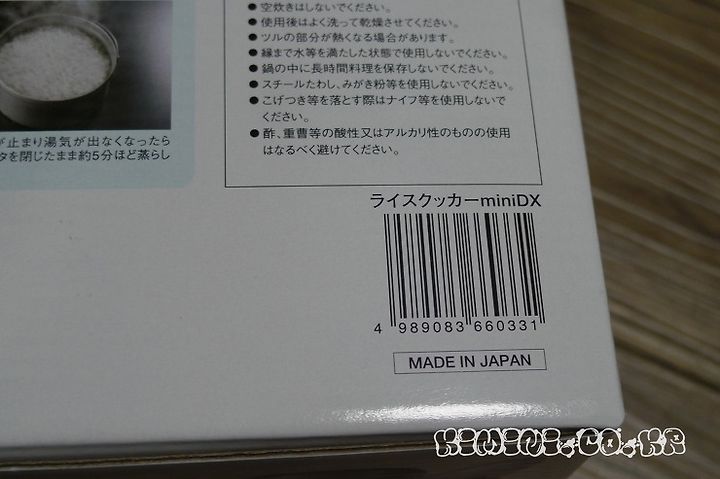 ●空炊きはしないでください。
●使用後はよく洗って乾燥させてください。
●ツルの部分が熱くなる場合があります。
●縁まで水等を満たした状態で使用しないでください。
●鍋の中に長時間料理を保存しないでください。
●スチールたわし、みがき粉等を使用しないでください。
●こげつき等を落とす際はナイフ等を使用しないで
ください。
●酢、重曹等の酸性又はアルカリ性のものの使用
はなるべく避けてください。
が止まり湯気が出なくなったら
タを閉じたまま約5分ほど蒸らし
ライスクッカーminiDX
4 989083 660331
MADE IN JAPAN
KIMINI.CO.KR